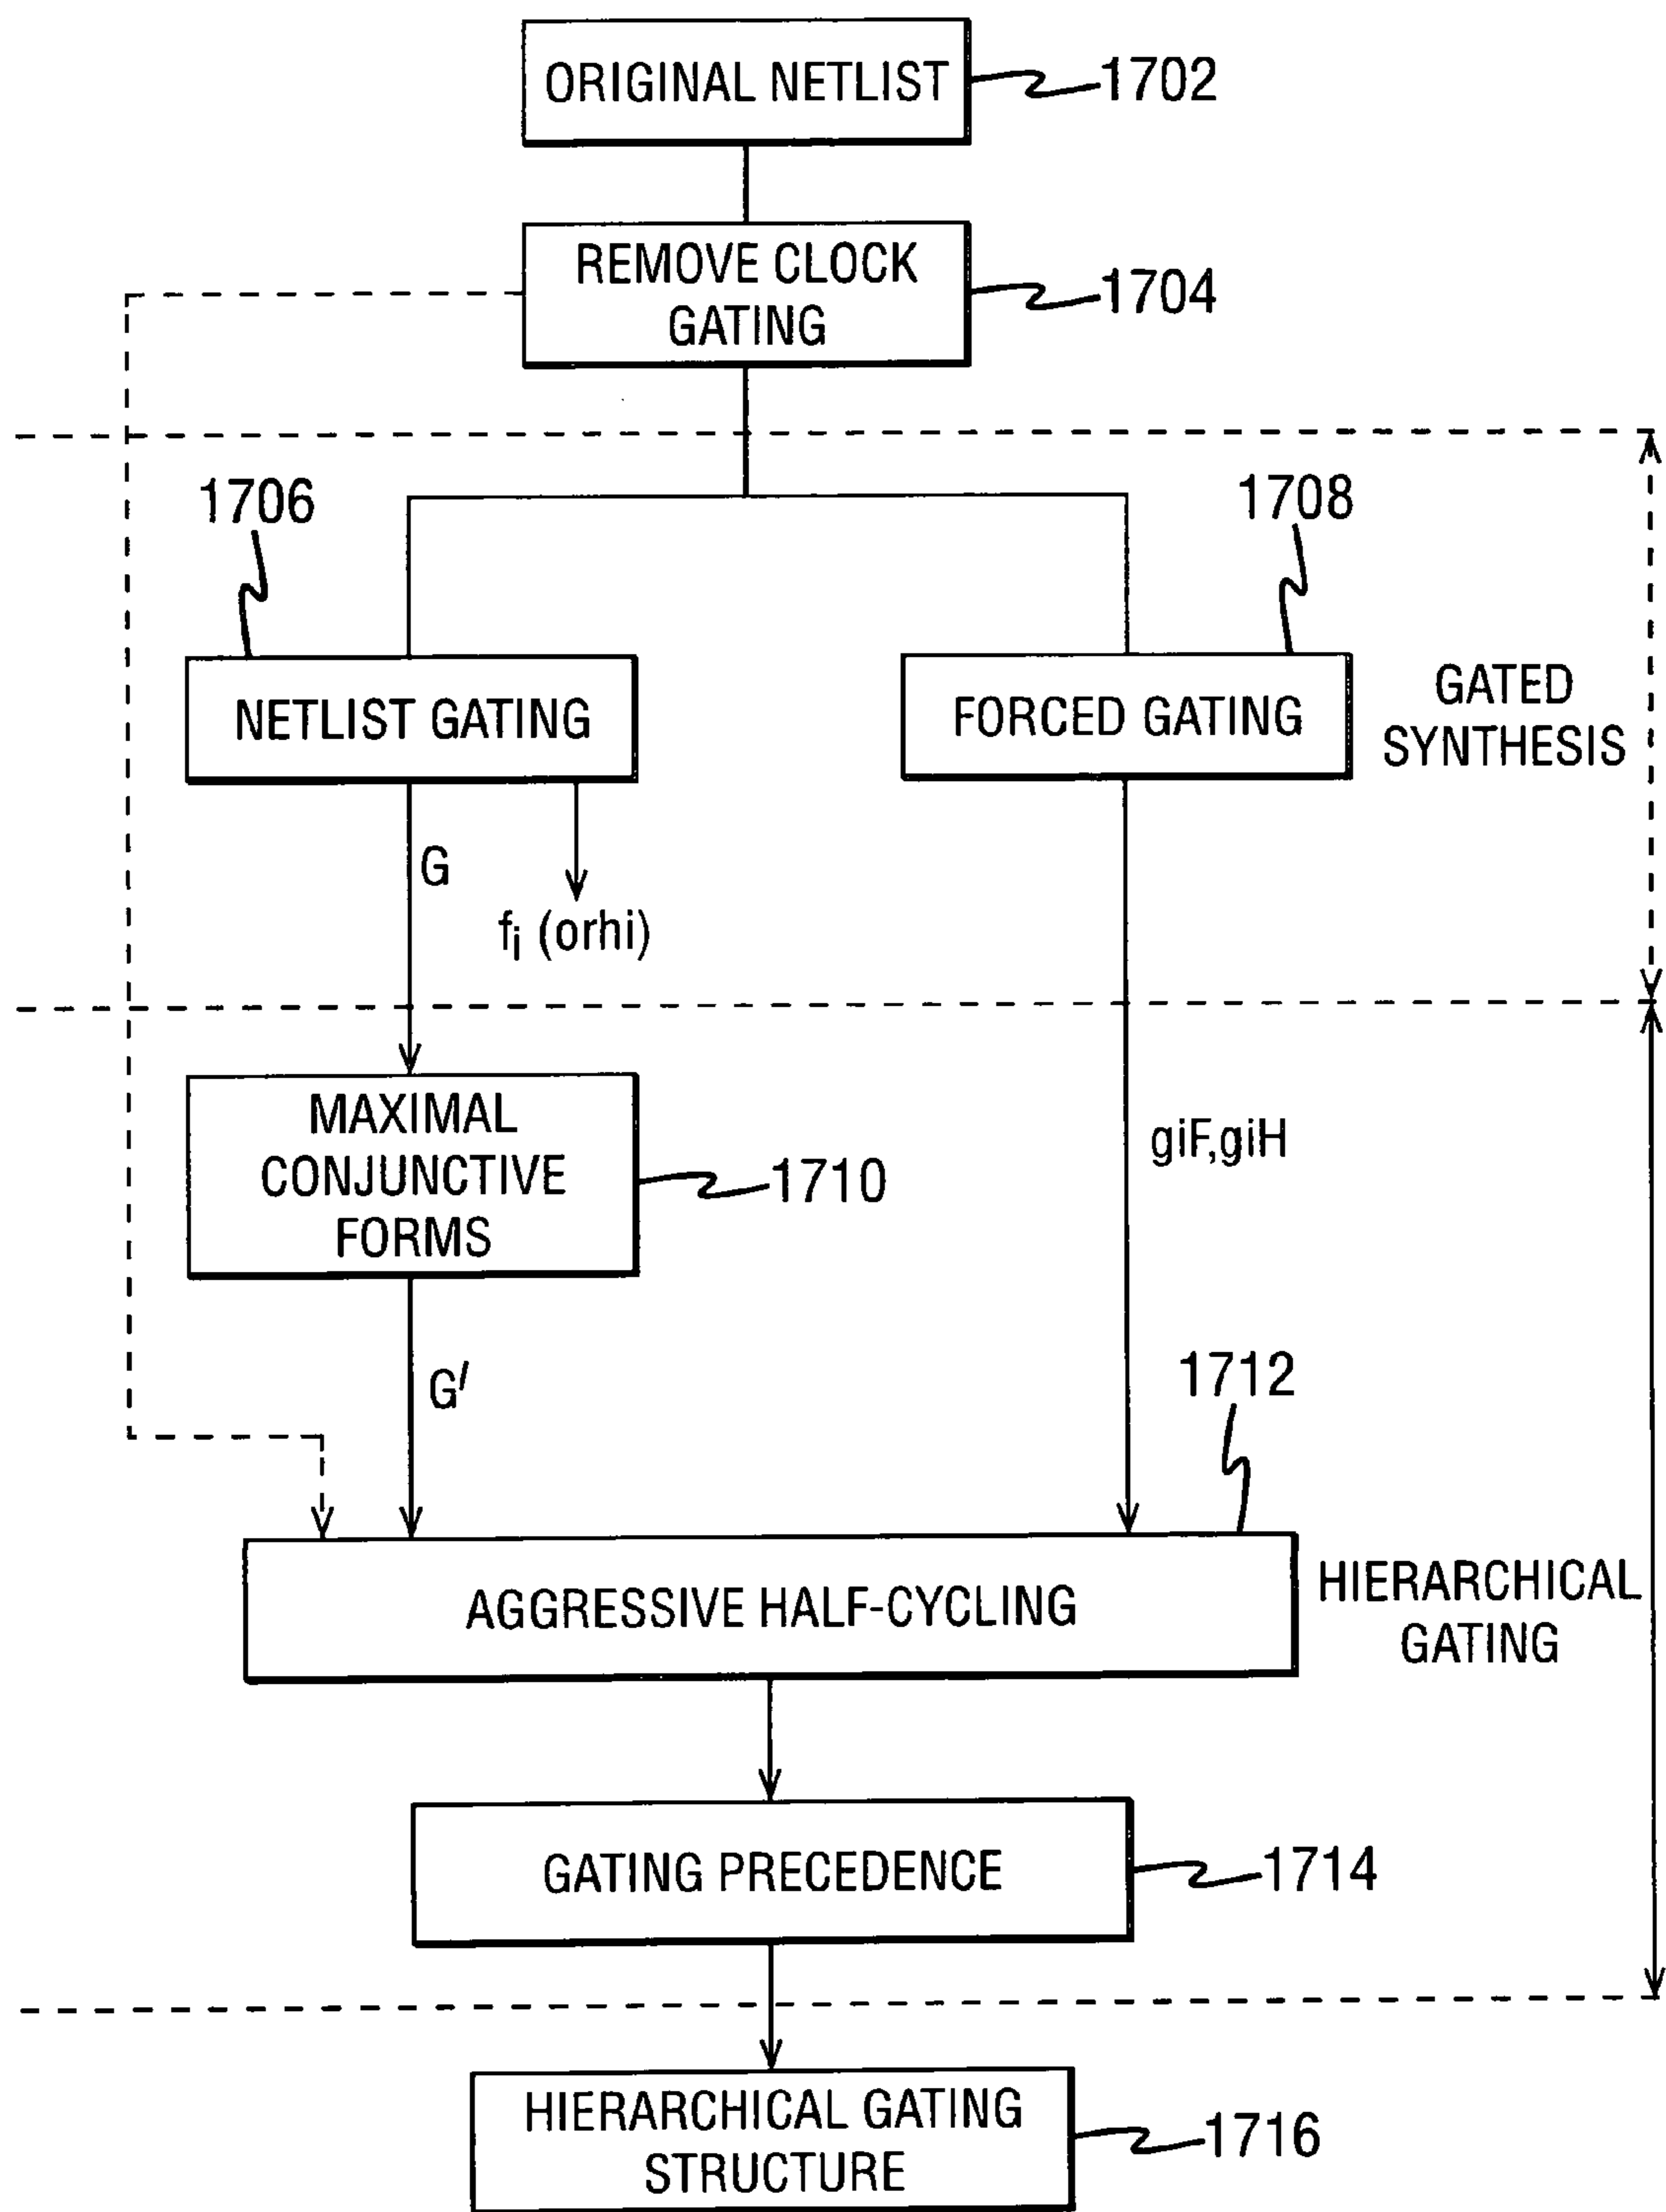 ORIGINAL NETLIST
1702
REMOVE CLOCK
GATING
1704
1706
1708
NETLIST GATING
FORCED GATING
GATED
SYNTHESIS
G
fi (orhi)
MAXIMAL
CONJUNCTIVE
FORMS
1710
giF,giH
G'
1712
AGGRESSIVE HALF-CYCLING
HIERARCHICAL
GATING
GATING PRECEDENCE
1714
HIERARCHICAL GATING
STRUCTURE
1716